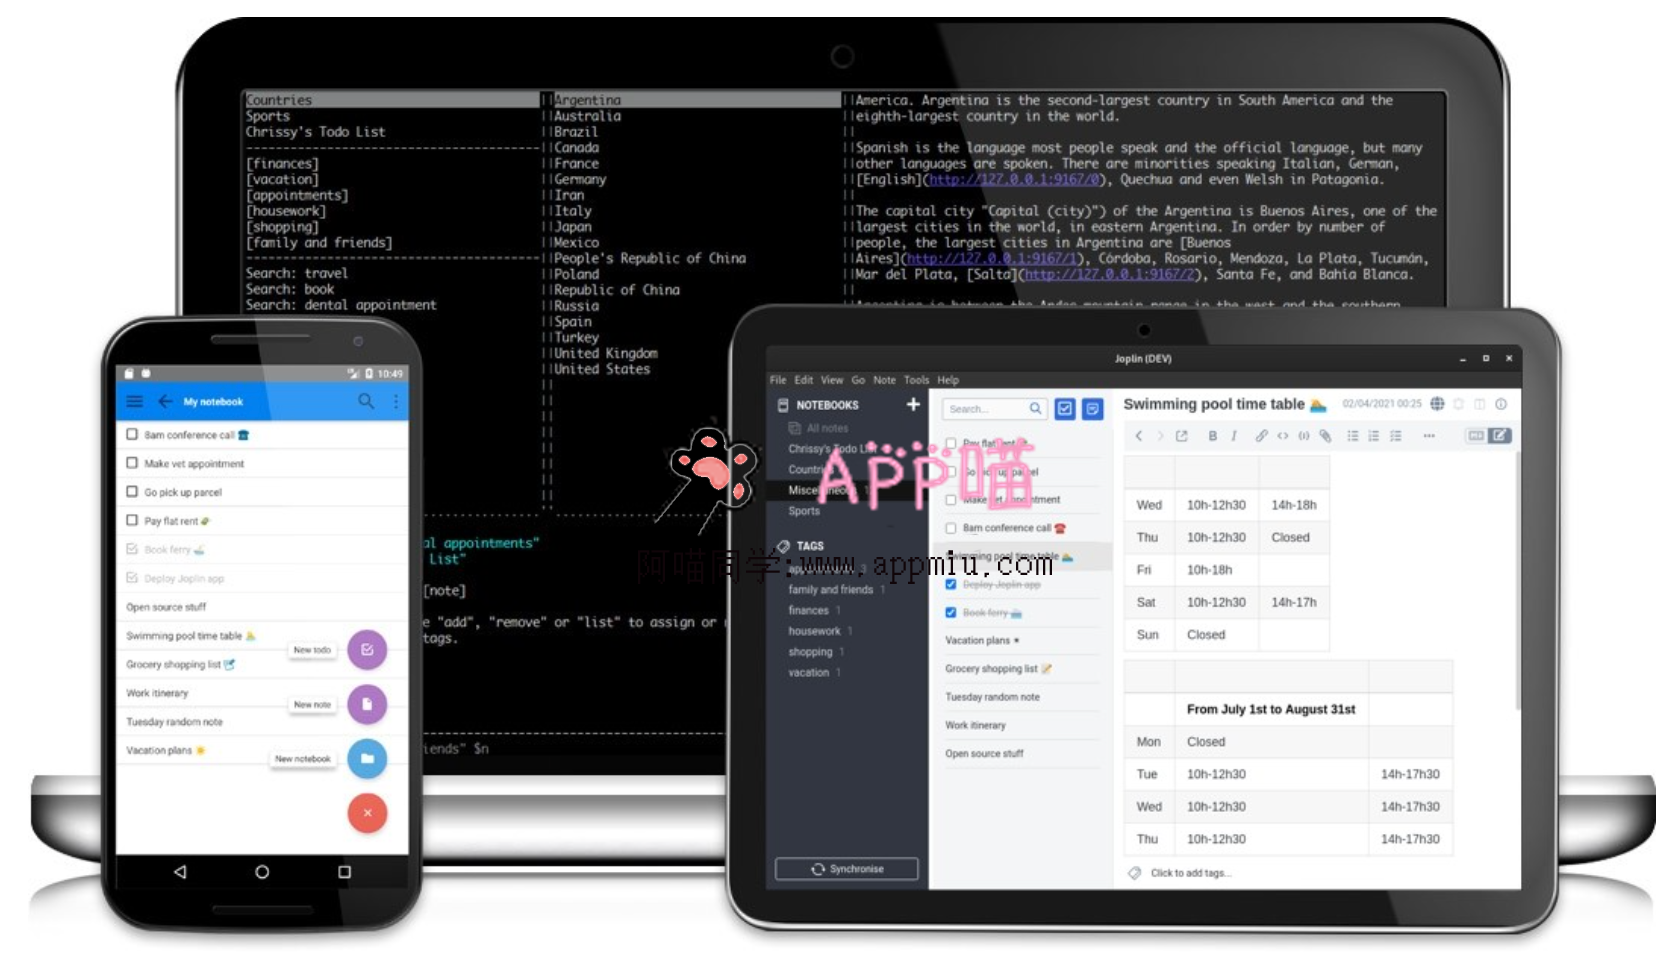 Countries
Sports
Chrissy's Todo List
[finances]
[vacation]
[appointments]
[housework]
[shopping]
[family and friends]
Search: travel
Search: book
Search: dental appointment
Argentina
Australia
Brazil
Canada
France
Germany
Iran
Italy
Japan
Mexico
People's Republic of China
Poland
Republic of China
Russia
Spain
Turkey
United Kingdom
United States
America. Argentina is the second-largest country in South America and the
eighth-largest country in the world.
Spanish is the language most people speak and the official language, but many
other languages are spoken. There are minorities speaking Italian, German,
[English](http://127.0.0.1:9167/0), Quechua and even Welsh in Patagonia.
The capital city "Capital (city)") of the Argentina is Buenos Aires, one of the
largest cities in the world, in eastern Argentina. In order by number of
people, the largest cities in Argentina are [Buenos
Aires](http://127.0.0.1:9167/1), Córdoba, Rosario, Mendoza, La Plata, Tucumán,
Mar del Plata, [Salta](http://127.0.0.1:9167/2), Santa Fe, and Bahía Blanca.
Argentina is between the Andes mountain range in the west and the southern
al appointments"
List"
[note]
e "add", "remove" or "list" to assign or
tags.
iends" $n
10:49
My notebook
8am conference call
Make vet appointment
Go pick up parcel
Pay flat rent
Book ferry
Deploy Joplin app
Open source stuff
Swimming pool time table
New todo
Grocery shopping list
Work itinerary
New note
Tuesday random note
Vacation plans
New notebook
Joplin (DEV)
File Edit View Go Note Tools Help
NOTEBOOKS
All notes
Chrissy's Todo List
Countries
Miscellaneous 1
Sports
TAGS
appointments 3
family and friends 1
finances 1
housework 1
shopping 1
vacation 1
Synchronise
Search...
Pay flat rent
Go pick up parcel
Make vet appointment
8am conference call
Swimming pool time table
Deploy Joplin app
Book ferry
Vacation plans
Grocery shopping list
Tuesday random note
Work itinerary
Open source stuff
APP喵
阿喵同学:www.appmiu.com
Swimming pool time table 02/04/2021 00:25
Wed 10h-12h30 14h-18h
Thu 10h-12h30 Closed
Fri 10h-18h
Sat 10h-12h30 14h-17h
Sun Closed
From July 1st to August 31st
Mon Closed
Tue 10h-12h30 14h-17h30
Wed 10h-12h30 14h-17h30
Thu 10h-12h30 14h-17h30
Click to add tags...